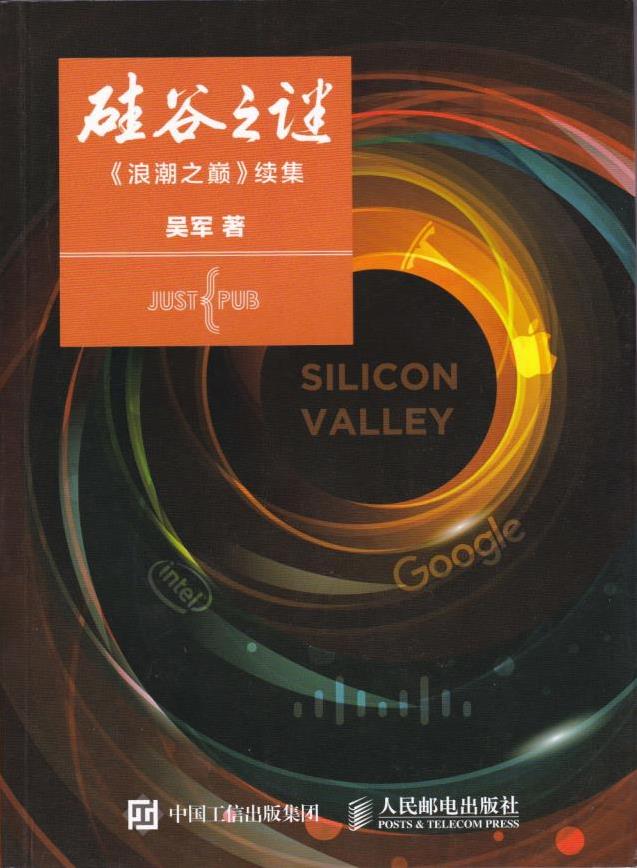 硅谷之谜
《浪潮之巅》续集
吴军 著
JUST PUB
SILICON
VALLEY
Google
intel
中国工信出版集团
人民邮电出版社
POSTS & TELECOM PRESS